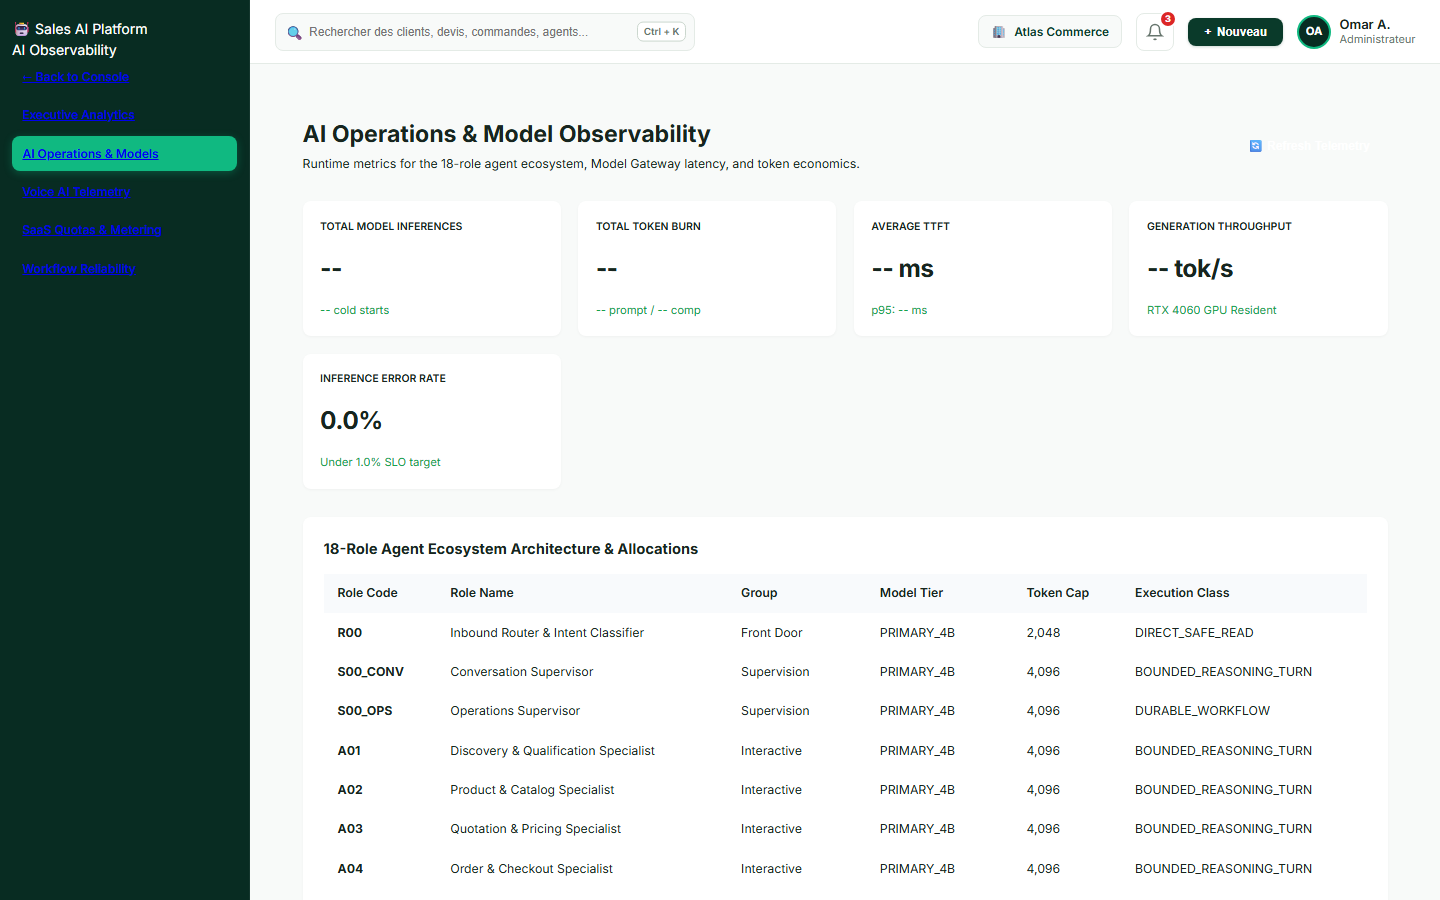 Sales AI Platform
AI Observability
← Back to Console
Executive Analytics
AI Operations & Models
Voice AI Telemetry
SaaS Quotas & Metering
Workflow Reliability
Rechercher des clients, devis, commandes, agents...
Ctrl + K
Atlas Commerce
3
+ Nouveau
OA
Omar A.
Administrateur
AI Operations & Model Observability
Runtime metrics for the 18-role agent ecosystem, Model Gateway latency, and token economics.
Refresh Telemetry
TOTAL MODEL INFERENCES
--
-- cold starts
TOTAL TOKEN BURN
--
-- prompt / -- comp
AVERAGE TTFT
-- ms
p95: -- ms
GENERATION THROUGHPUT
-- tok/s
RTX 4060 GPU Resident
INFERENCE ERROR RATE
0.0%
Under 1.0% SLO target
18-Role Agent Ecosystem Architecture & Allocations
Role Code Role Name Group Model Tier Token Cap Execution Class
R00 Inbound Router & Intent Classifier Front Door PRIMARY_4B 2,048 DIRECT_SAFE_READ
S00_CONV Conversation Supervisor Supervision PRIMARY_4B 4,096 BOUNDED_REASONING_TURN
S00_OPS Operations Supervisor Supervision PRIMARY_4B 4,096 DURABLE_WORKFLOW
A01 Discovery & Qualification Specialist Interactive PRIMARY_4B 4,096 BOUNDED_REASONING_TURN
A02 Product & Catalog Specialist Interactive PRIMARY_4B 4,096 BOUNDED_REASONING_TURN
A03 Quotation & Pricing Specialist Interactive PRIMARY_4B 4,096 BOUNDED_REASONING_TURN
A04 Order & Checkout Specialist Interactive PRIMARY_4B 4,096 BOUNDED_REASONING_TURN